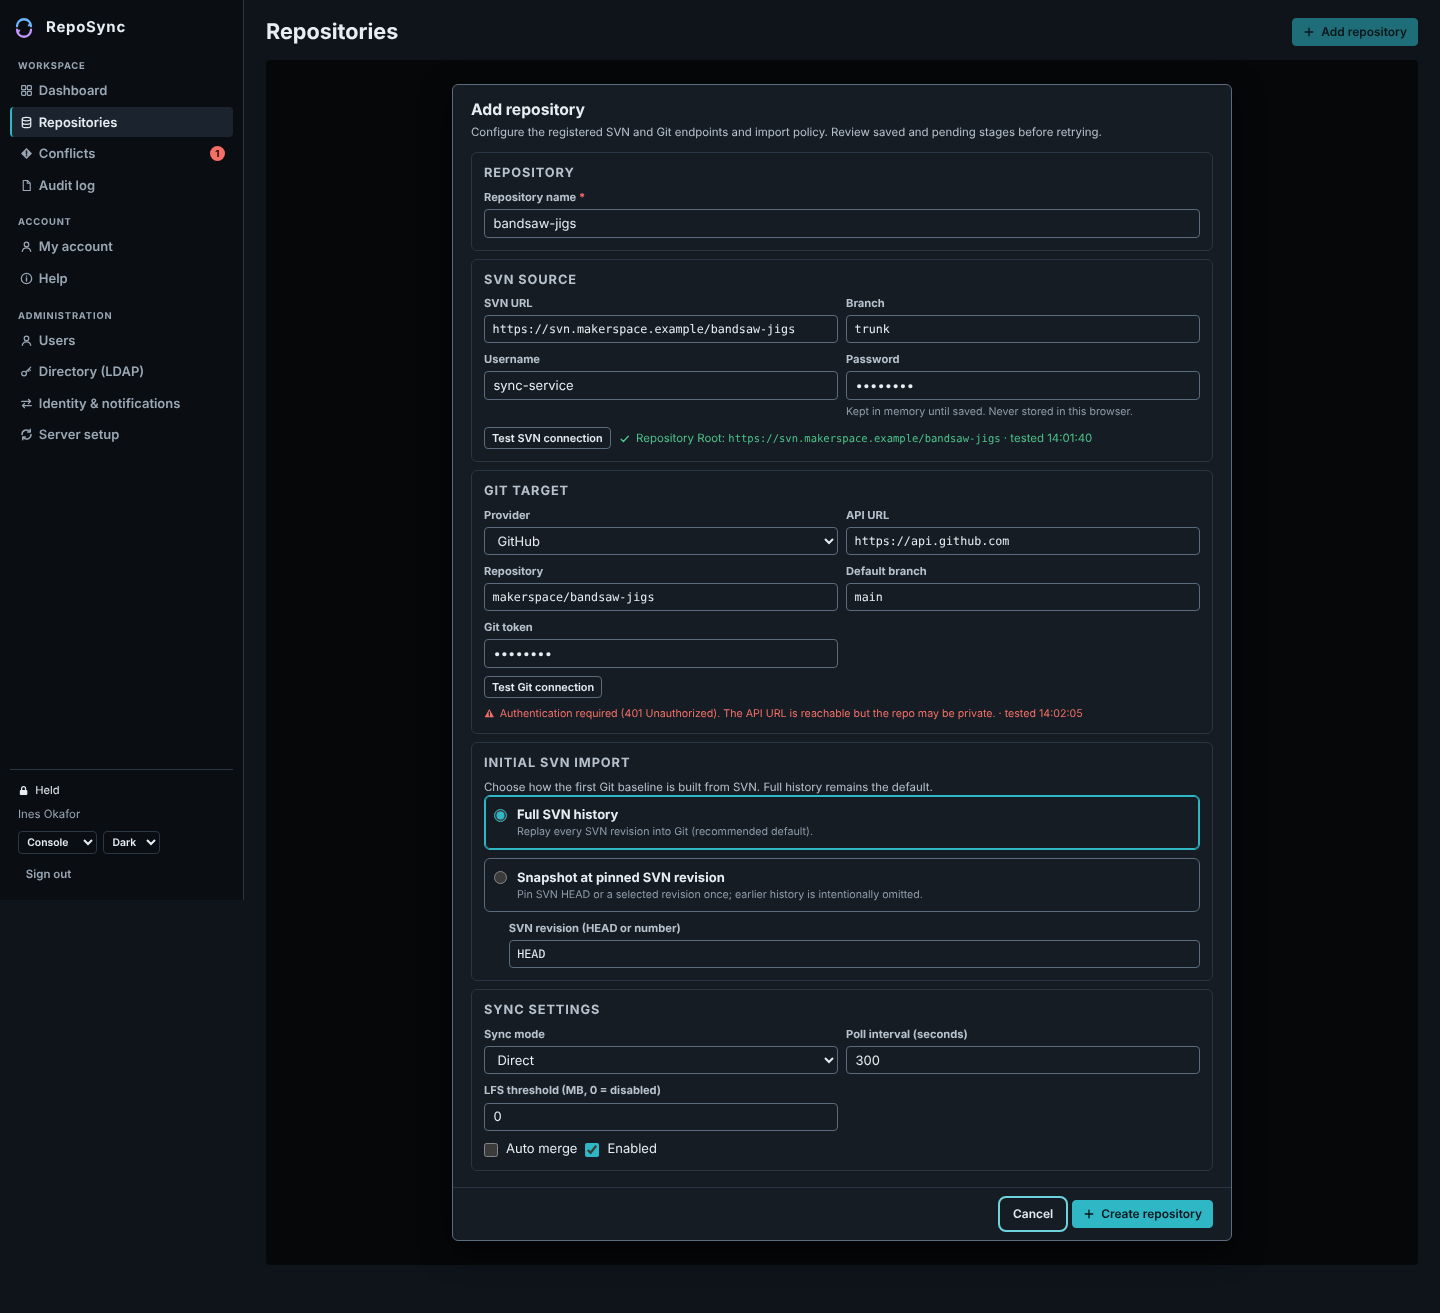 RepoSync
WORKSPACE
Dashboard
Repositories
Conflicts 1
Audit log
ACCOUNT
My account
Help
ADMINISTRATION
Users
Directory (LDAP)
Identity & notifications
Server setup
Held
Ines Okafor
Console Dark
Sign out
Repositories
+ Add repository
Add repository
Configure the registered SVN and Git endpoints and import policy. Review saved and pending stages before retrying.
REPOSITORY
Repository name *
bandsaw-jigs
SVN SOURCE
SVN URL Branch
https://svn.makerspace.example/bandsaw-jigs trunk
Username Password
sync-service ••••••••
Kept in memory until saved. Never stored in this browser.
Test SVN connection ✓ Repository Root: https://svn.makerspace.example/bandsaw-jigs · tested 14:01:40
GIT TARGET
Provider API URL
GitHub https://api.github.com
Repository Default branch
makerspace/bandsaw-jigs main
Git token
••••••••
Test Git connection
Authentication required (401 Unauthorized). The API URL is reachable but the repo may be private. · tested 14:02:05
INITIAL SVN IMPORT
Choose how the first Git baseline is built from SVN. Full history remains the default.
Full SVN history
Replay every SVN revision into Git (recommended default).
Snapshot at pinned SVN revision
Pin SVN HEAD or a selected revision once; earlier history is intentionally omitted.
SVN revision (HEAD or number)
HEAD
SYNC SETTINGS
Sync mode Poll interval (seconds)
Direct 300
LFS threshold (MB, 0 = disabled)
0
Auto merge Enabled
Cancel + Create repository